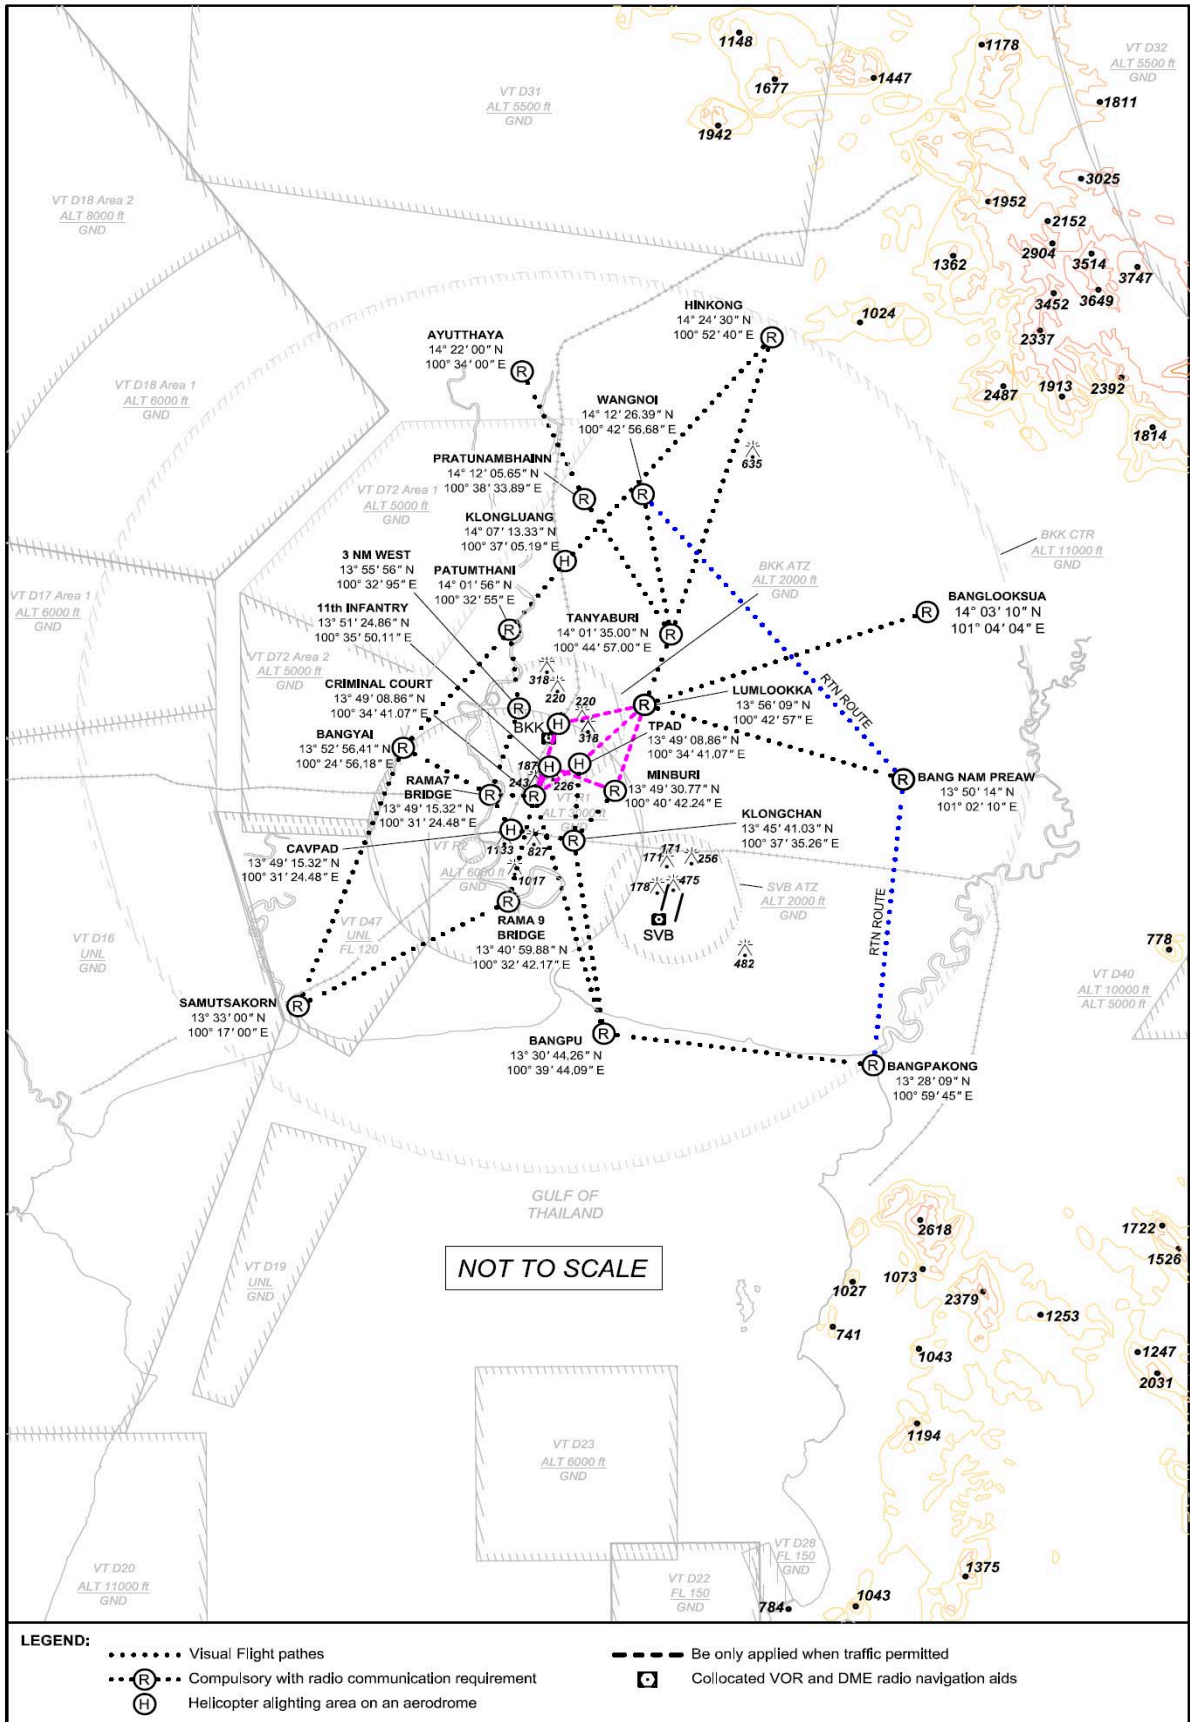 1148
1178
VT D32
ALT 5500 ft
GND
1677
1447
VT D31
ALT 5500 ft
GND
1811
1942
3025
VT D18 Area 2
ALT 8000 ft
GND
1952
2152
2904
1362
3514
3747
3452
3649
HINKONG
14° 24' 30" N
100° 52' 40" E
1024
2337
AYUTTHAYA
14° 22' 00" N
100° 34' 00" E
VT D18 Area 1
ALT 6000 ft
GND
2487
1913
2392
WANGNOI
14° 12' 26.39" N
100° 42' 56.68" E
1814
635
PRATUNAMBHAINN
14° 12' 05.65" N
100° 38' 33.89" E
VT D72 Area 1
ALT 5000 ft
GND
KLONGLUANG
14° 07' 13.33" N
100° 37' 05.19" E
BKK CTR
ALT 11000 ft
GND
3 NM WEST
13° 55' 56" N
100° 32' 95" E
PATUMTHANI
14° 01' 56" N
100° 32' 55" E
BKK ATZ
ALT 2000 ft
GND
VT D17 Area 1
ALT 6000 ft
GND
11th INFANTRY
13° 51' 24.86" N
100° 35' 50.11" E
TANYABURI
14° 01' 35.00" N
100° 44' 57.00" E
BANGLOOKSUA
14° 03' 10" N
101° 04' 04" E
VT D72 Area 2
ALT 5000 ft
GND
318
220
220
318
CRIMINAL COURT
13° 49' 08.86" N
100° 34' 41.07" E
RTN ROUTE
LUMLOOKKA
13° 56' 09" N
100° 42' 57" E
BKK
BANGYAI
13° 52' 56.41" N
100° 24' 56.18" E
TPAD
13° 49' 08.86" N
100° 34' 41.07" E
187
243
226
RAMA7
BRIDGE
13° 49' 15.32" N
100° 31' 24.48" E
MINBURI
13° 49' 30.77" N
100° 40' 42.24" E
BANG NAM PREAW
13° 50' 14" N
101° 02' 10" E
VT R1
ALT 3000 ft
GND
KLONGCHAN
13° 45' 41.03" N
100° 37' 35.26" E
CAVPAD
13° 49' 15.32" N
100° 31' 24.48" E
1133
827
VT R2
ALT 6000 ft
GND
1017
171
171
256
178
475
SVB ATZ
ALT 2000 ft
GND
SVB
RTN ROUTE
VT D47
UNL
FL 120
RAMA 9
BRIDGE
13° 40' 59.88" N
100° 32' 42.17" E
482
778
VT D16
UNL
GND
VT D40
ALT 10000 ft
ALT 5000 ft
SAMUTSAKORN
13° 33' 00" N
100° 17' 00" E
BANGPU
13° 30' 44.26" N
100° 39' 44.09" E
BANGPAKONG
13° 28' 09" N
100° 59' 45" E
GULF OF
THAILAND
2618
1722
1526
NOT TO SCALE
VT D19
UNL
GND
1073
1027
2379
1253
741
1043
1247
2031
1194
VT D23
ALT 6000 ft
GND
VT D20
ALT 11000 ft
GND
VT D28
FL 150
GND
VT D22
FL 150
GND
1375
784
1043
LEGEND:
Visual Flight pathes
Be only applied when traffic permitted
R
Compulsory with radio communication requirement
Collocated VOR and DME radio navigation aids
H
Helicopter alighting area on an aerodrome